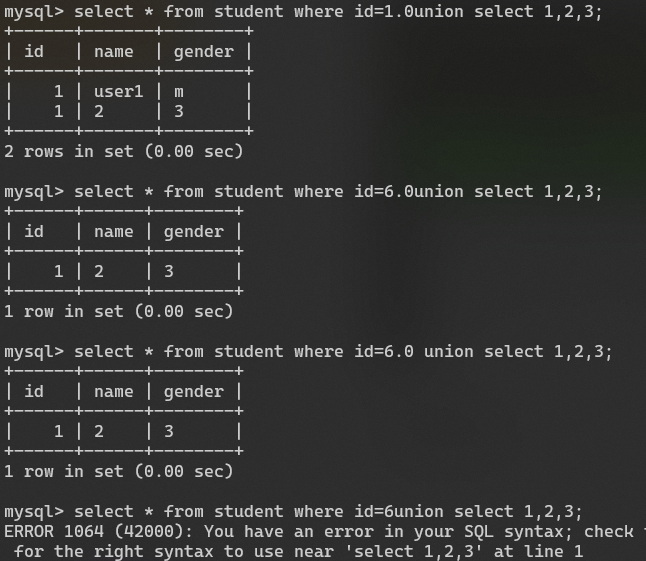 mysql> select * from student where id=1.0union select 1,2,3;
+------+-------+--------+
| id   | name  | gender |
+------+-------+--------+
|    1 | user1 | m      |
|    1 | 2     | 3      |
+------+-------+--------+
2 rows in set (0.00 sec)
mysql> select * from student where id=6.0union select 1,2,3;
+------+------+--------+
| id   | name | gender |
+------+------+--------+
|    1 | 2    | 3      |
+------+------+--------+
1 row in set (0.00 sec)
mysql> select * from student where id=6.0 union select 1,2,3;
+------+------+--------+
| id   | name | gender |
+------+------+--------+
|    1 | 2    | 3      |
+------+------+--------+
1 row in set (0.00 sec)
mysql> select * from student where id=6union select 1,2,3;
ERROR 1064 (42000): You have an error in your SQL syntax; check
 for the right syntax to use near 'select 1,2,3' at line 1